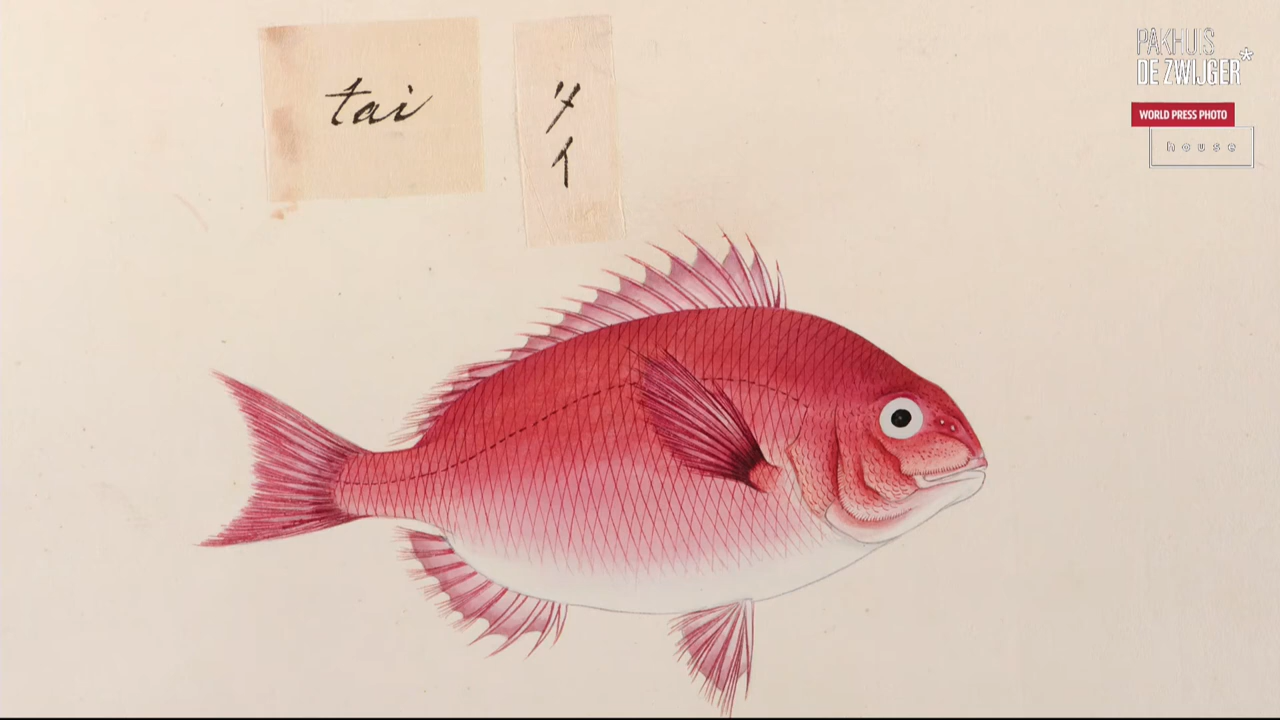 tai
タ
イ
PAKHUIS
DE ZWIJGER*
WORLD PRESS PHOTO
house